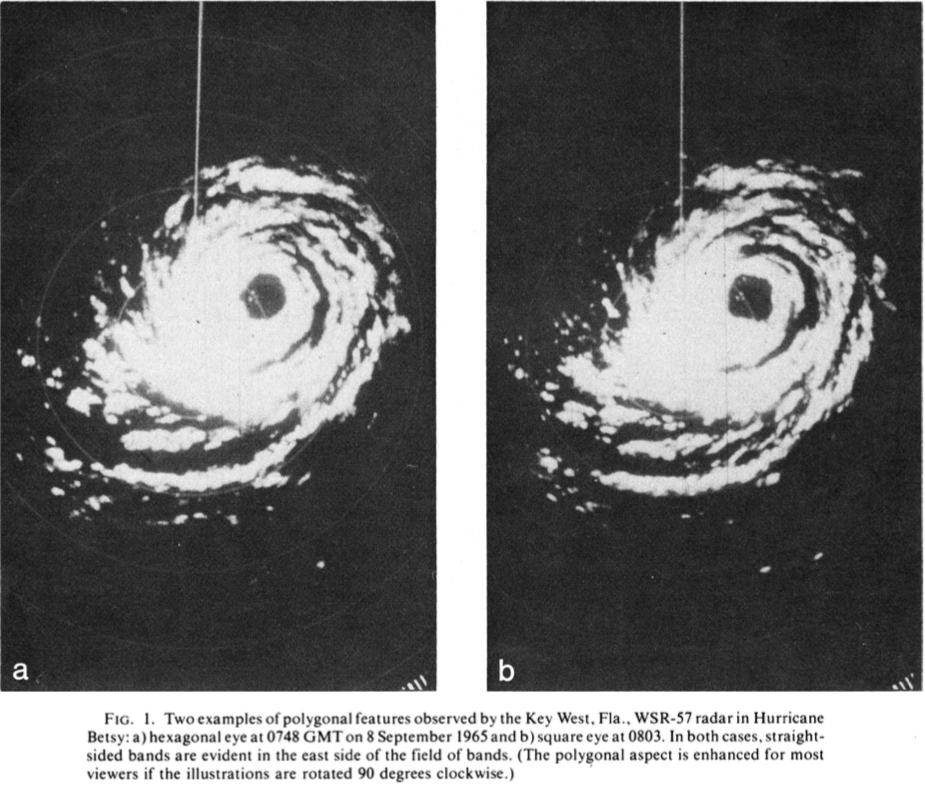 a
b
FIG. 1. Two examples of polygonal features observed by the Key West, Fla., WSR-57 radar in Hurricane
Betsy: a) hexagonal eye at 0748 GMT on 8 September 1965 and b) square eye at 0803. In both cases, straight-
sided bands are evident in the east side of the field of bands. (The polygonal aspect is enhanced for most
viewers if the illustrations are rotated 90 degrees clockwise.)